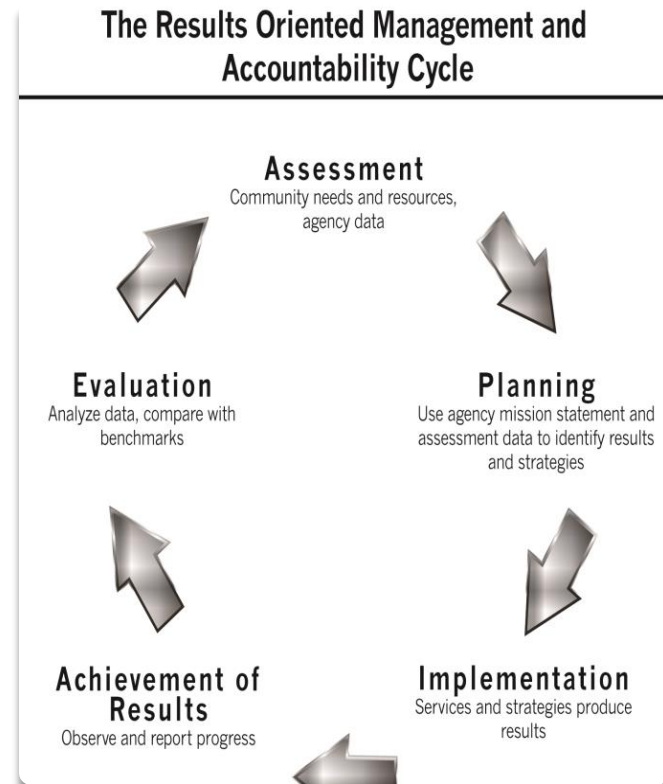 The Results Oriented Management and
Accountability Cycle
Assessment
Community needs and resources,
agency data
Planning
Use agency mission statement and
assessment data to identify results
and strategies
Implementation
Services and strategies produce
results
Achievement of
Results
Observe and report progress
Evaluation
Analyze data, compare with
benchmarks